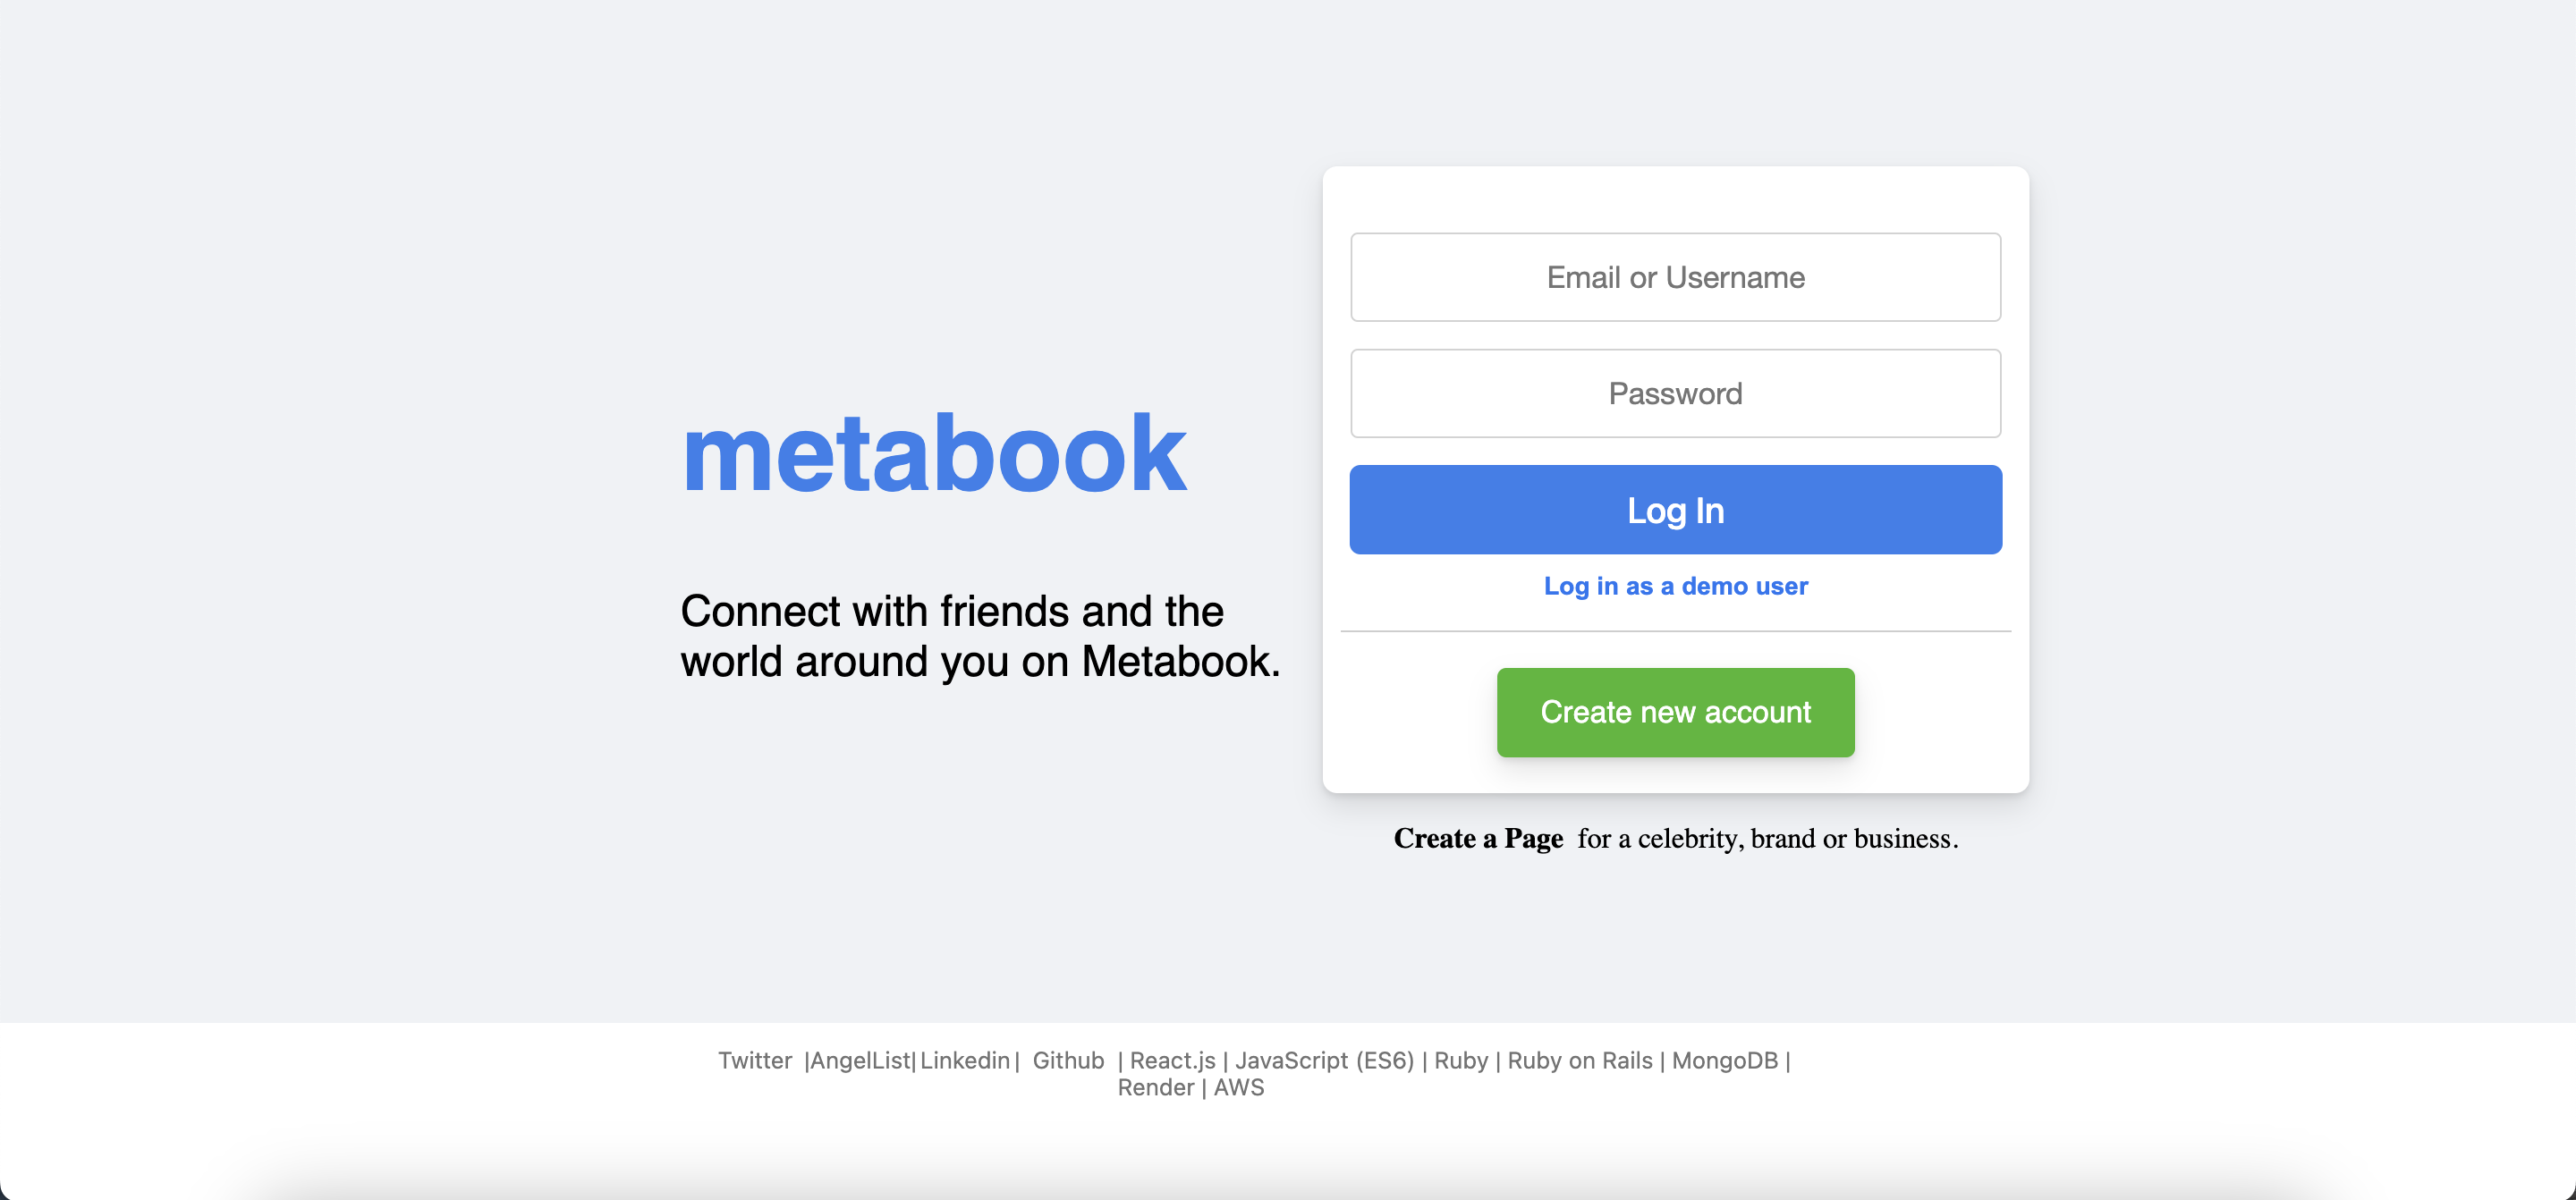 metabook
Connect with friends and the
world around you on Metabook.
Email or Username
Password
Log In
Log in as a demo user
Create new account
Create a Page for a celebrity, brand or business.
Twitter |AngelList|Linkedin| Github | React.js | JavaScript (ES6) | Ruby | Ruby on Rails | MongoDB |
Render | AWS